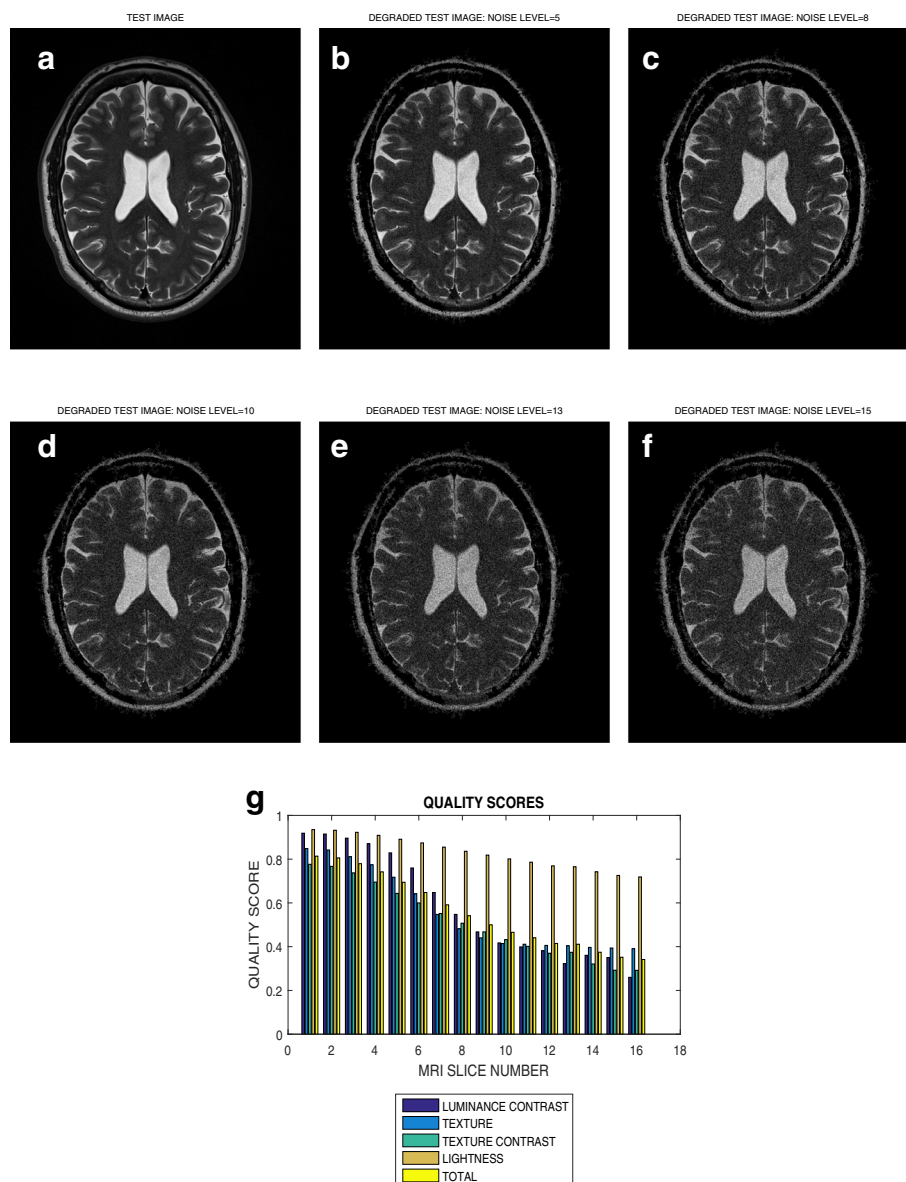 TEST IMAGE
DEGRADED TEST IMAGE: NOISE LEVEL=5
DEGRADED TEST IMAGE: NOISE LEVEL=8
a
b
c
DEGRADED TEST IMAGE: NOISE LEVEL=10
DEGRADED TEST IMAGE: NOISE LEVEL=13
DEGRADED TEST IMAGE: NOISE LEVEL=15
d
e
f
g
QUALITY SCORES
QUALITY SCORE
1
0.8
0.6
0.4
0.2
0
0 2 4 6 8 10 12 14 16 18
MRI SLICE NUMBER
LUMINANCE CONTRAST
TEXTURE
TEXTURE CONTRAST
LIGHTNESS
TOTAL